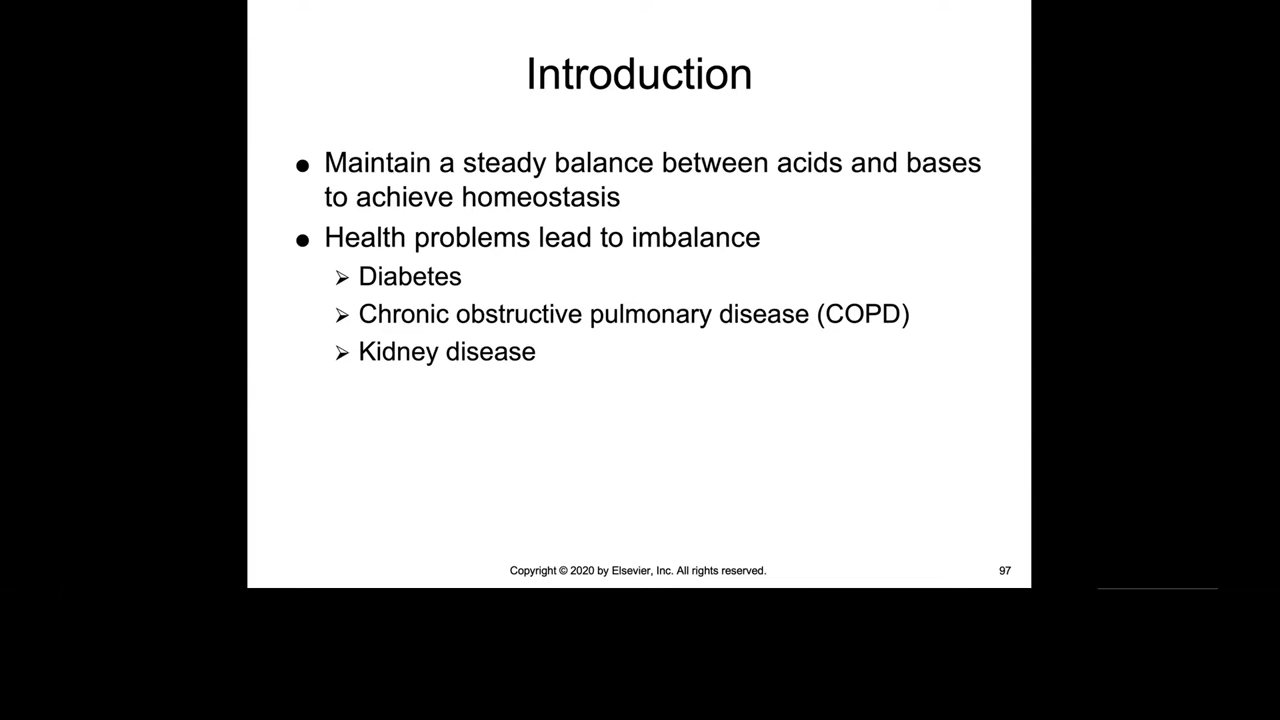 Introduction
● Maintain a steady balance between acids and bases
to achieve homeostasis
● Health problems lead to imbalance
➢ Diabetes
➢ Chronic obstructive pulmonary disease (COPD)
➢ Kidney disease
Copyright © 2020 by Elsevier, Inc. All rights reserved.
97